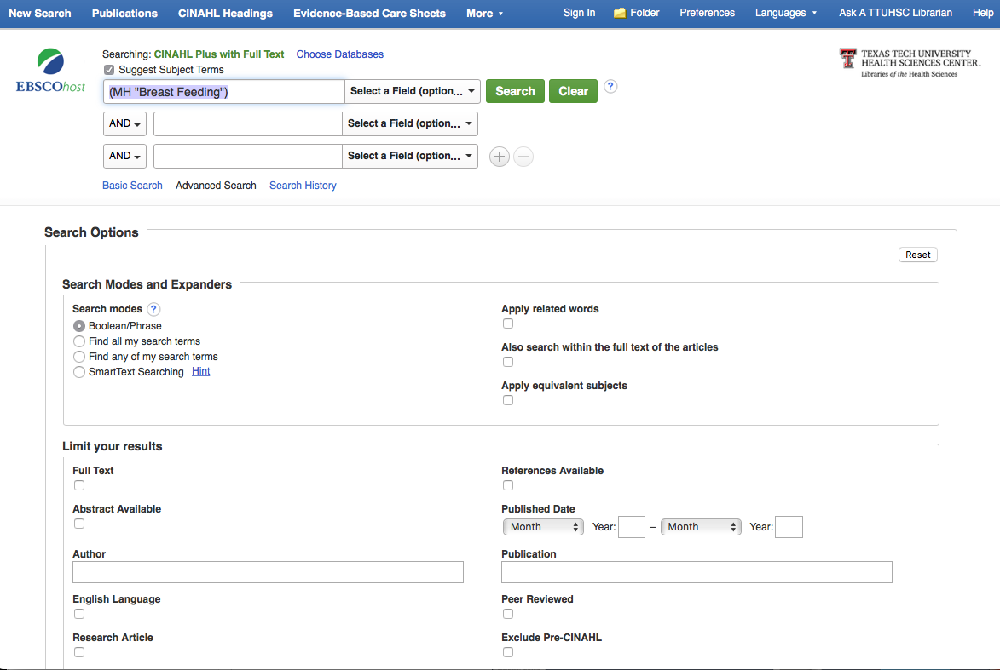 New Search Publications CINAHL Headings Evidence-Based Care Sheets More Sign In Folder Preferences Languages Ask A TTUHSC Librarian Help
EBSCOhost
Searching: CINAHL Plus with Full Text Choose Databases
Suggest Subject Terms
(MH "Breast Feeding") Select a Field (option... Search Clear ?
AND Select a Field (option...
AND Select a Field (option...
Basic Search Advanced Search Search History
TEXAS TECH UNIVERSITY
HEALTH SCIENCES CENTER.
Libraries of the Health Sciences
Search Options
Reset
Search Modes and Expanders
Search modes ?
Boolean/Phrase
Find all my search terms
Find any of my search terms
SmartText Searching Hint
Apply related words
Also search within the full text of the articles
Apply equivalent subjects
Limit your results
Full Text
References Available
Abstract Available
Published Date
Month Year: – Month Year:
Author
Publication
English Language
Peer Reviewed
Research Article
Exclude Pre-CINAHL